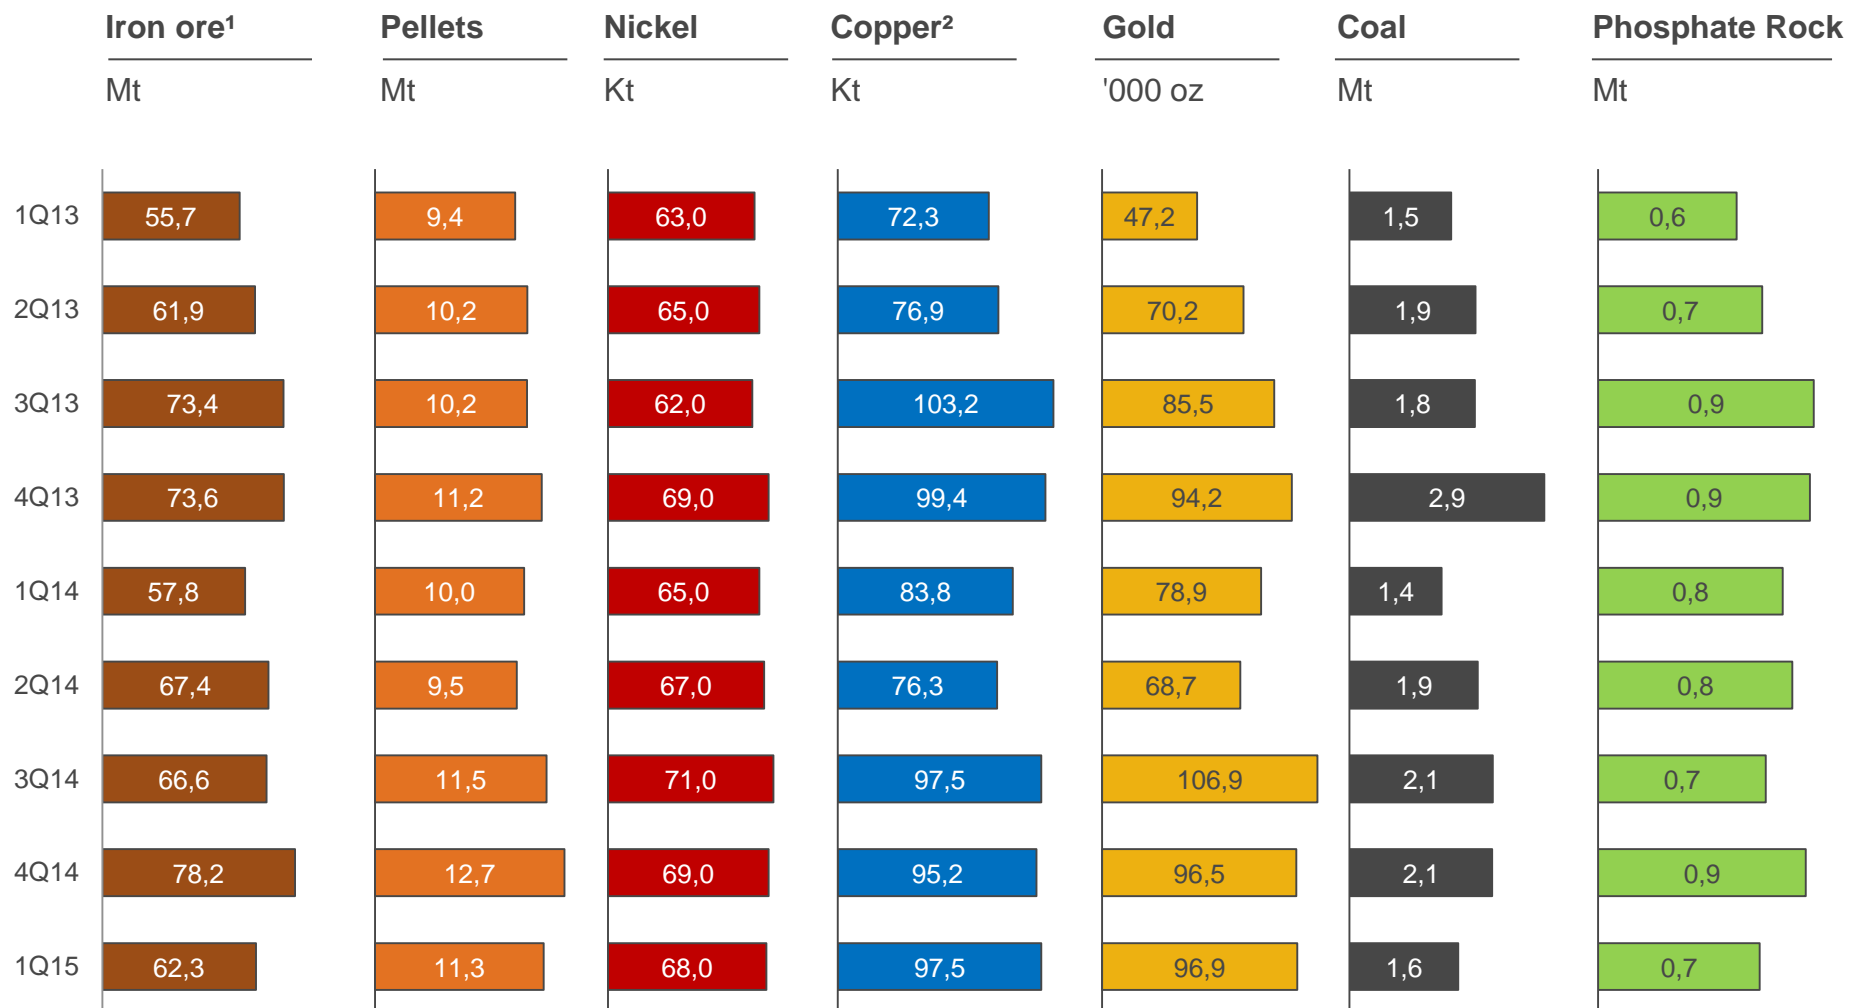 Iron ore¹ Pellets Nickel Copper² Gold Coal Phosphate Rock
Mt Mt Kt Kt '000 oz Mt Mt
1Q13 55,7 9,4 63,0 72,3 47,2 1,5 0,6
2Q13 61,9 10,2 65,0 76,9 70,2 1,9 0,7
3Q13 73,4 10,2 62,0 103,2 85,5 1,8 0,9
4Q13 73,6 11,2 69,0 99,4 94,2 2,9 0,9
1Q14 57,8 10,0 65,0 83,8 78,9 1,4 0,8
2Q14 67,4 9,5 67,0 76,3 68,7 1,9 0,8
3Q14 66,6 11,5 71,0 97,5 106,9 2,1 0,7
4Q14 78,2 12,7 69,0 95,2 96,5 2,1 0,9
1Q15 62,3 11,3 68,0 97,5 96,9 1,6 0,7